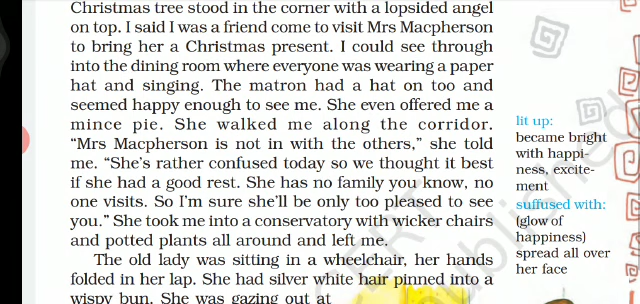 Christmas tree stood in the corner with a lopsided angel
on top. I said I was a friend come to visit Mrs Macpherson
to bring her a Christmas present. I could see through
into the dining room where everyone was wearing a paper
hat and singing. The matron had a hat on too and
seemed happy enough to see me. She even offered me a
mince pie. She walked me along the corridor.
“Mrs Macpherson is not in with the others,” she told
me. “She’s rather confused today so we thought it best
if she had a good rest. She has no family you know, no
one visits. So I’m sure she’ll be only too pleased to see
you.” She took me into a conservatory with wicker chairs
and potted plants all around and left me.
The old lady was sitting in a wheelchair, her hands
folded in her lap. She had silver white hair pinned into a
wispy bun. She was gazing out at
lit up:
became bright
with happi-
ness, excite-
ment
suffused with:
(glow of
happiness)
spread all over
her face